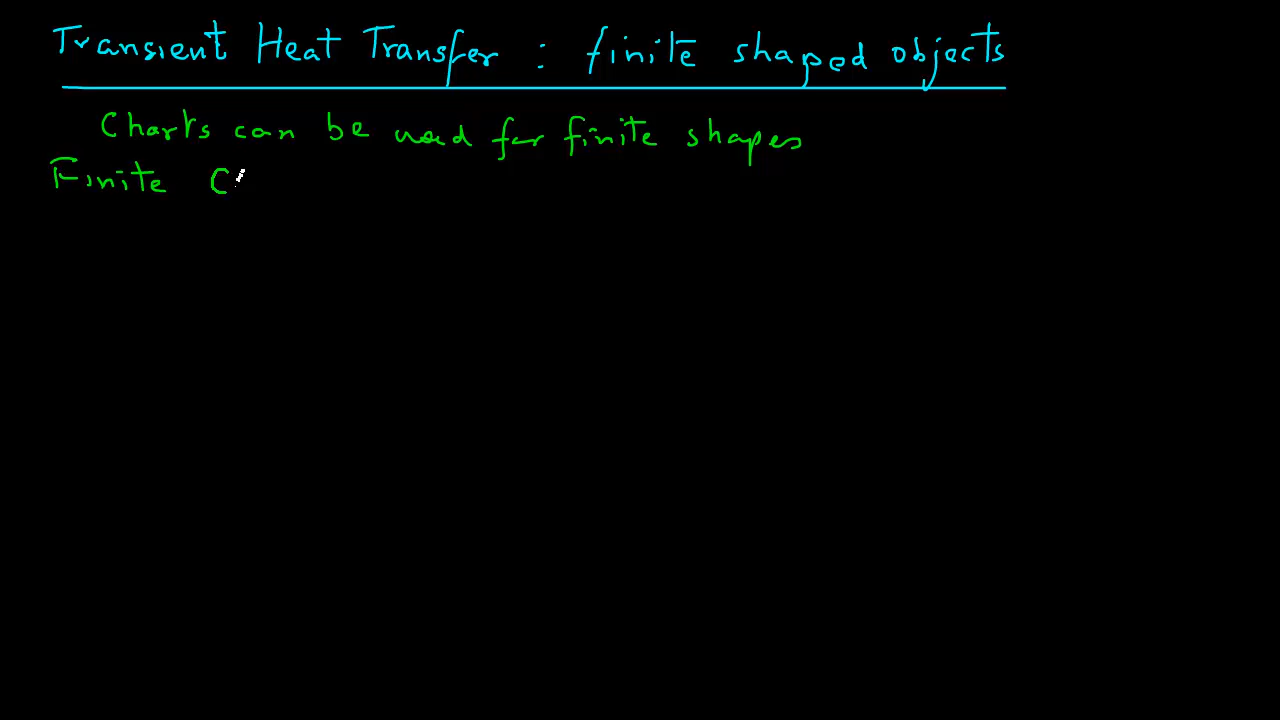 Transient Heat Transfer : finite shaped objects
Charts can be used for finite shapes
Finite C